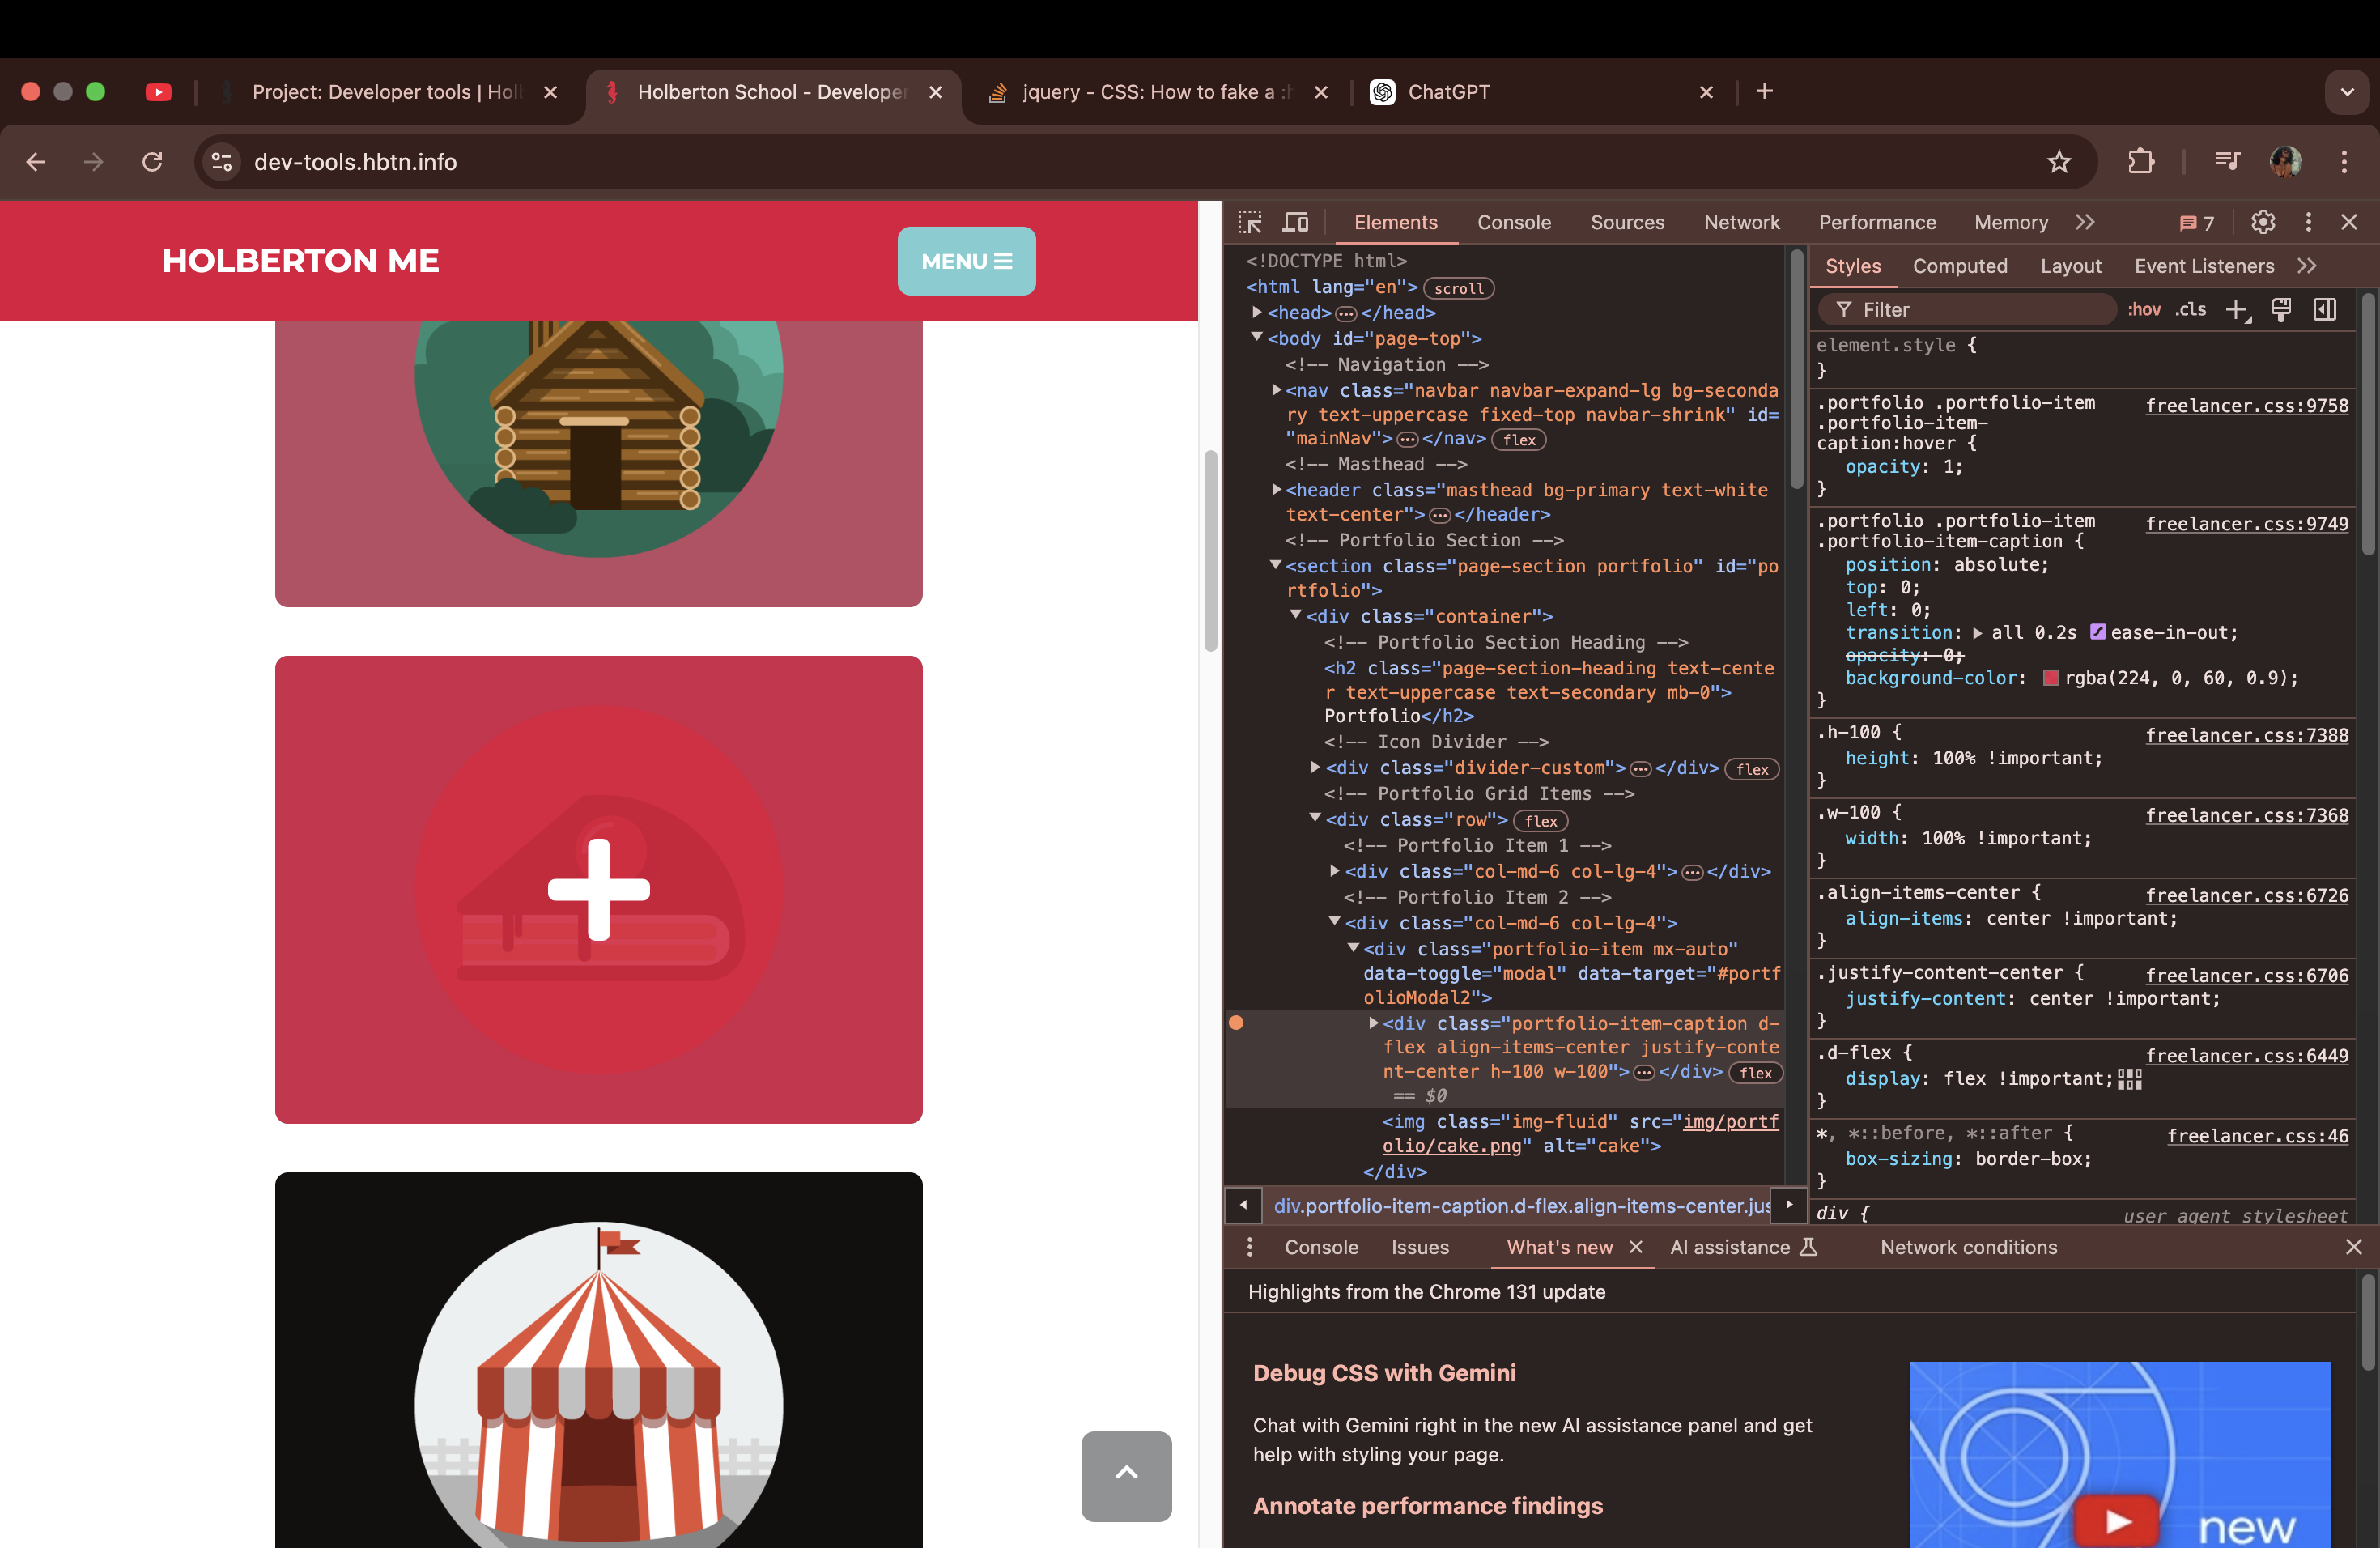 Project: Developer tools | Hol
Holberton School - Developer
jquery - CSS: How to fake a :h
ChatGPT
dev-tools.hbtn.info
HOLBERTON ME
MENU
Elements
Console
Sources
Network
Performance
Memory
7
<!DOCTYPE html>
<html lang="en"> scroll
<head> </head>
<body id="page-top">
<!-- Navigation -->
<nav class="navbar navbar-expand-lg bg-seconda
ry text-uppercase fixed-top navbar-shrink" id=
"mainNav"> </nav> flex
<!-- Masthead -->
<header class="masthead bg-primary text-white
text-center"> </header>
<!-- Portfolio Section -->
<section class="page-section portfolio" id="po
rtfolio">
<div class="container">
<!-- Portfolio Section Heading -->
<h2 class="page-section-heading text-cente
r text-uppercase text-secondary mb-0">
Portfolio</h2>
<!-- Icon Divider -->
<div class="divider-custom"> </div> flex
<!-- Portfolio Grid Items -->
<div class="row"> flex
<!-- Portfolio Item 1 -->
<div class="col-md-6 col-lg-4"> </div>
<!-- Portfolio Item 2 -->
<div class="col-md-6 col-lg-4">
<div class="portfolio-item mx-auto"
data-toggle="modal" data-target="#portf
olioModal2">
<div class="portfolio-item-caption d-
flex align-items-center justify-conte
nt-center h-100 w-100"> </div> flex
== $0
<img class="img-fluid" src="img/portf
olio/cake.png" alt="cake">
</div>
div.portfolio-item-caption.d-flex.align-items-center.jus
Styles
Computed
Layout
Event Listeners
Filter
:hov .cls
element.style {
}
.portfolio .portfolio-item freelancer.css:9758
.portfolio-item-
caption:hover {
opacity: 1;
}
.portfolio .portfolio-item freelancer.css:9749
.portfolio-item-caption {
position: absolute;
top: 0;
left: 0;
transition: all 0.2s ease-in-out;
opacity: 0;
background-color: rgba(224, 0, 60, 0.9);
}
.h-100 { freelancer.css:7388
height: 100% !important;
}
.w-100 { freelancer.css:7368
width: 100% !important;
}
.align-items-center { freelancer.css:6726
align-items: center !important;
}
.justify-content-center { freelancer.css:6706
justify-content: center !important;
}
.d-flex { freelancer.css:6449
display: flex !important;
}
*, *::before, *::after { freelancer.css:46
box-sizing: border-box;
}
div { user agent stylesheet
Console
Issues
What's new
AI assistance
Network conditions
Highlights from the Chrome 131 update
Debug CSS with Gemini
Chat with Gemini right in the new AI assistance panel and get
help with styling your page.
Annotate performance findings
new